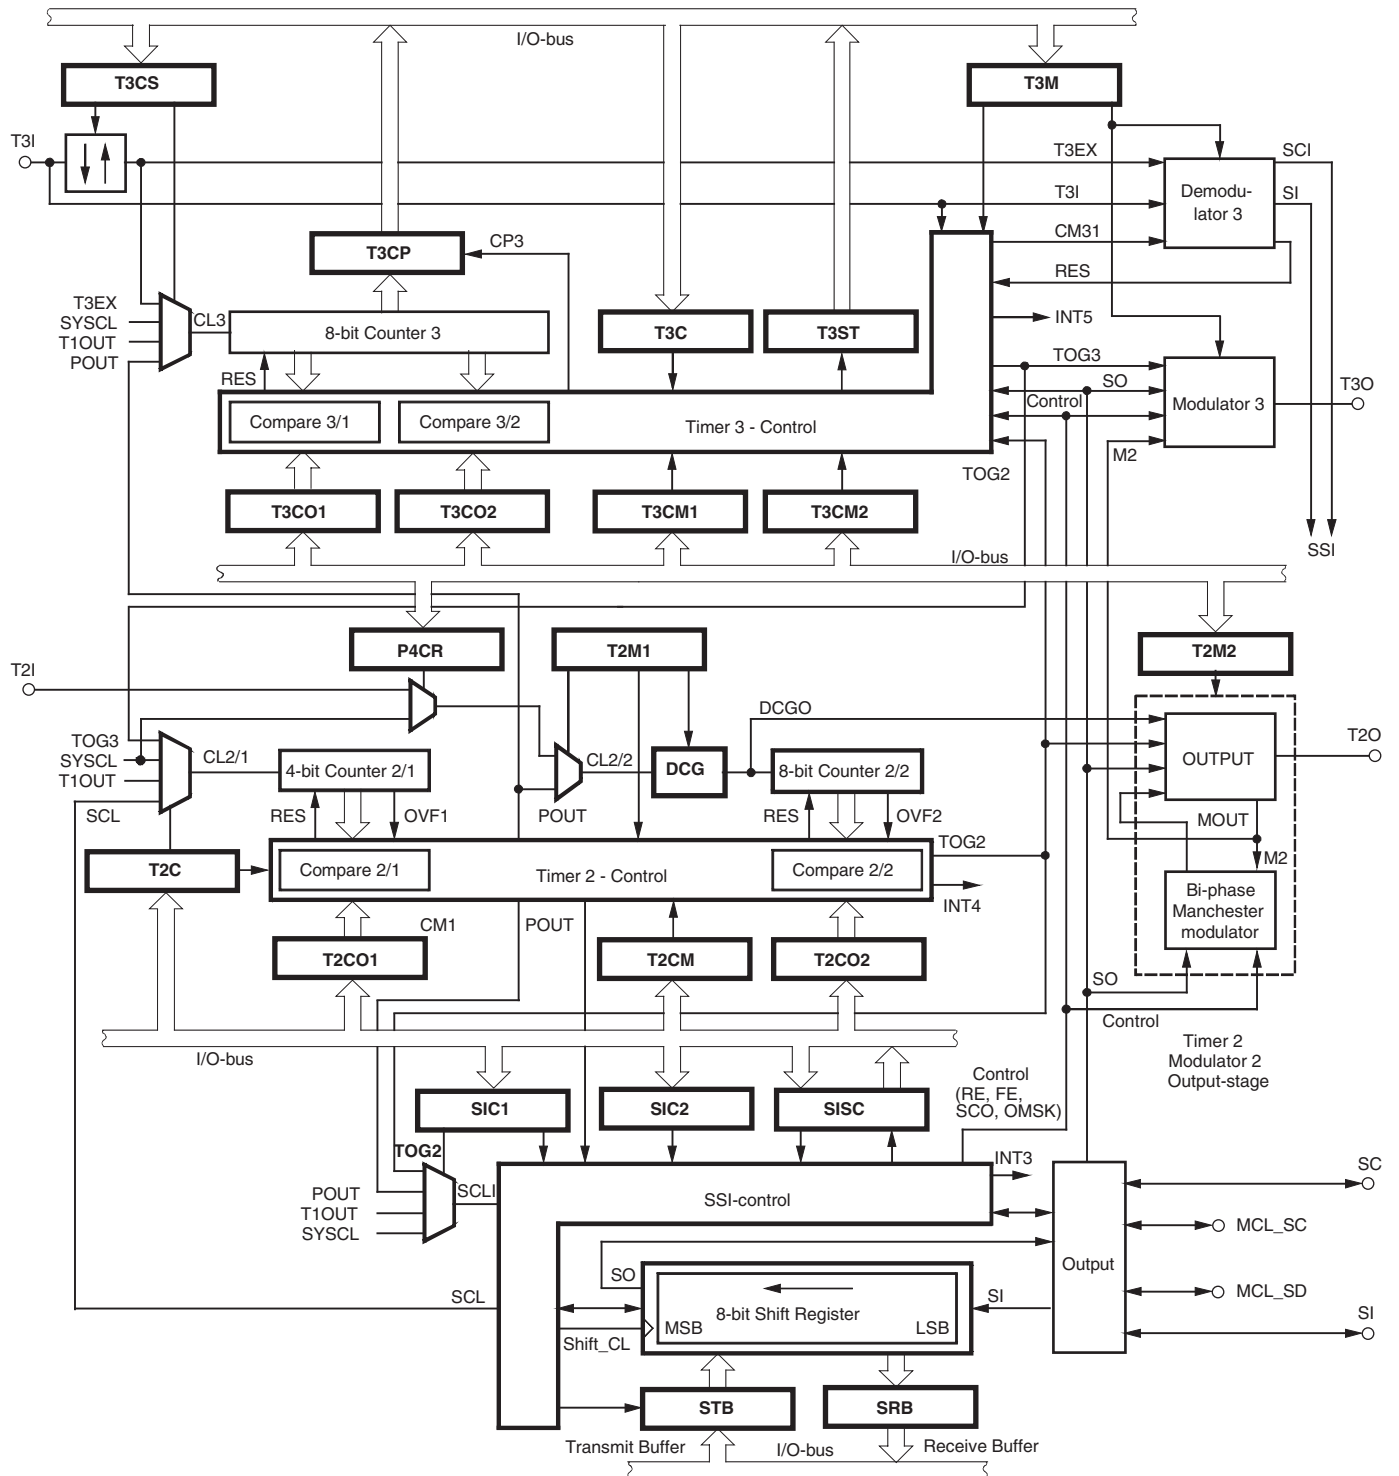 I/O-bus
T3CS
T3M
T3I
T3EX
SCI
T3I
SI
Demodu-
lator 3
CM31
RES
CP3
T3CP
T3EX
SYSCL
T1OUT
POUT
CL3
8-bit Counter 3
T3C
T3ST
INT5
RES
TOG3
SO
Control
Modulator 3
T3O
Compare 3/1
Compare 3/2
Timer 3 - Control
M2
TOG2
T3CO1
T3CO2
T3CM1
T3CM2
SSI
I/O-bus
P4CR
T2M1
T2M2
T2I
DCGO
TOG3
SYSCL
T1OUT
SCL
CL2/1
4-bit Counter 2/1
CL2/2
DCG
8-bit Counter 2/2
OUTPUT
T2O
RES
OVF1
POUT
RES
OVF2
MOUT
TOG2
M2
T2C
Compare 2/1
Timer 2 - Control
Compare 2/2
INT4
Bi-phase
Manchester
modulator
CM1
POUT
T2CO1
T2CM
T2CO2
SO
Control
I/O-bus
Timer 2
Modulator 2
Output-stage
SIC1
SIC2
SISC
Control
(RE, FE,
SCO, OMSK)
TOG2
POUT
T1OUT
SYSCL
SCLI
SSI-control
INT3
SC
MCL_SC
Output
SO
SCL
8-bit Shift Register
MSB
LSB
SI
MCL_SD
SI
Shift_CL
STB
SRB
Transmit Buffer
I/O-bus
Receive Buffer